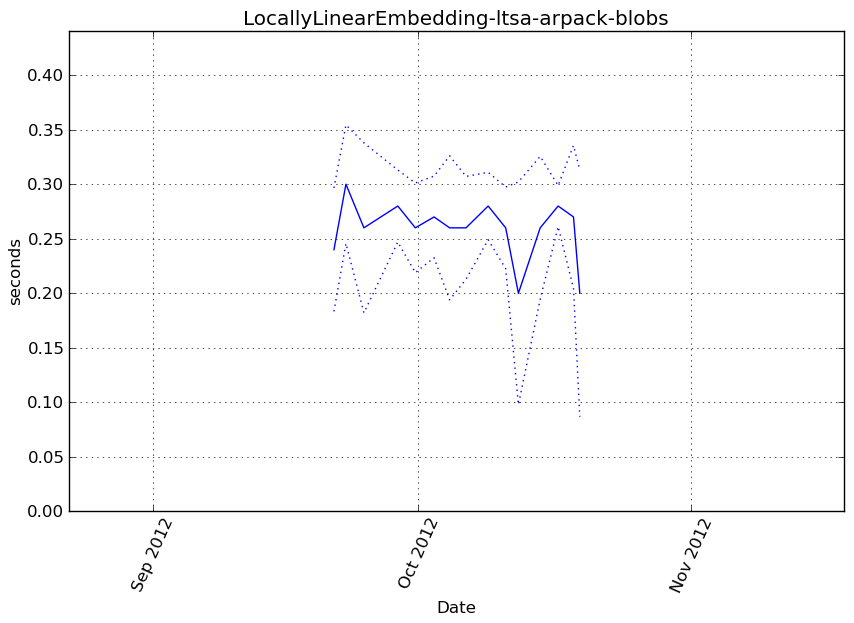 LocallyLinearEmbedding-ltsa-arpack-blobs
0.40
0.35
0.30
0.25
0.20
0.15
0.10
0.05
0.00
seconds
Sep 2012
Oct 2012
Nov 2012
Date